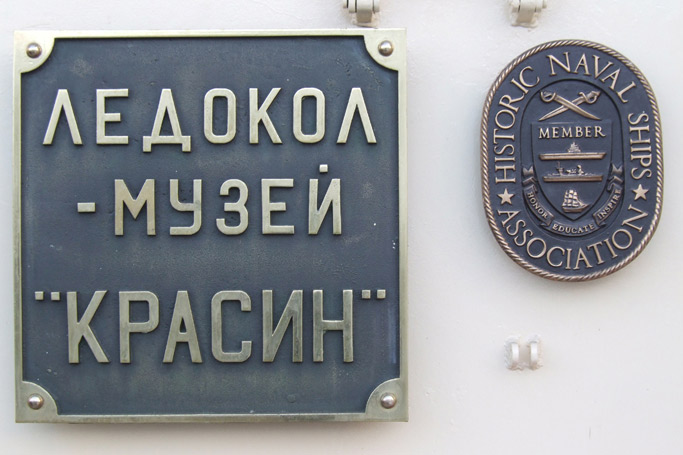 ЛЕДОКОЛ
-МУЗЕЙ
"КРАСИН"
HISTORIC NAVAL SHIPS
ASSOCIATION
MEMBER
HONOR EDUCATE INSPIRE